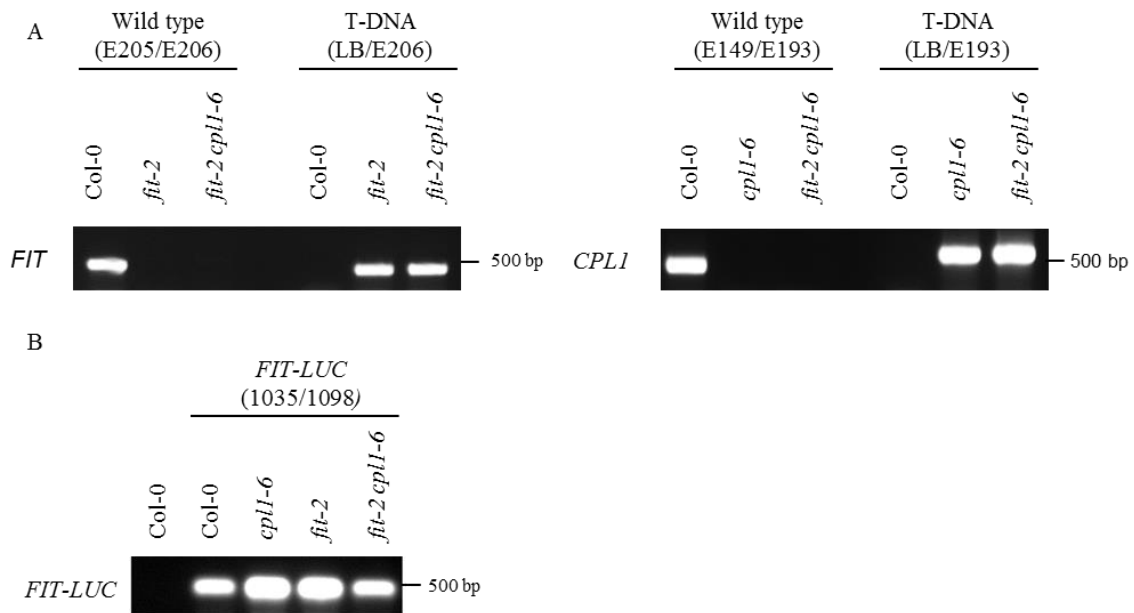 A
Wild type
(E205/E206)
T-DNA
(LB/E206)
Wild type
(E149/E193)
T-DNA
(LB/E193)
Col-0
fit-2
fit-2 cpl1-6
Col-0
fit-2
fit-2 cpl1-6
Col-0
cpl1-6
fit-2 cpl1-6
Col-0
cpl1-6
fit-2 cpl1-6
FIT
500 bp
CPL1
500 bp
B
FIT-LUC
(1035/1098)
Col-0
Col-0
cpl1-6
fit-2
fit-2 cpl1-6
FIT-LUC
500 bp